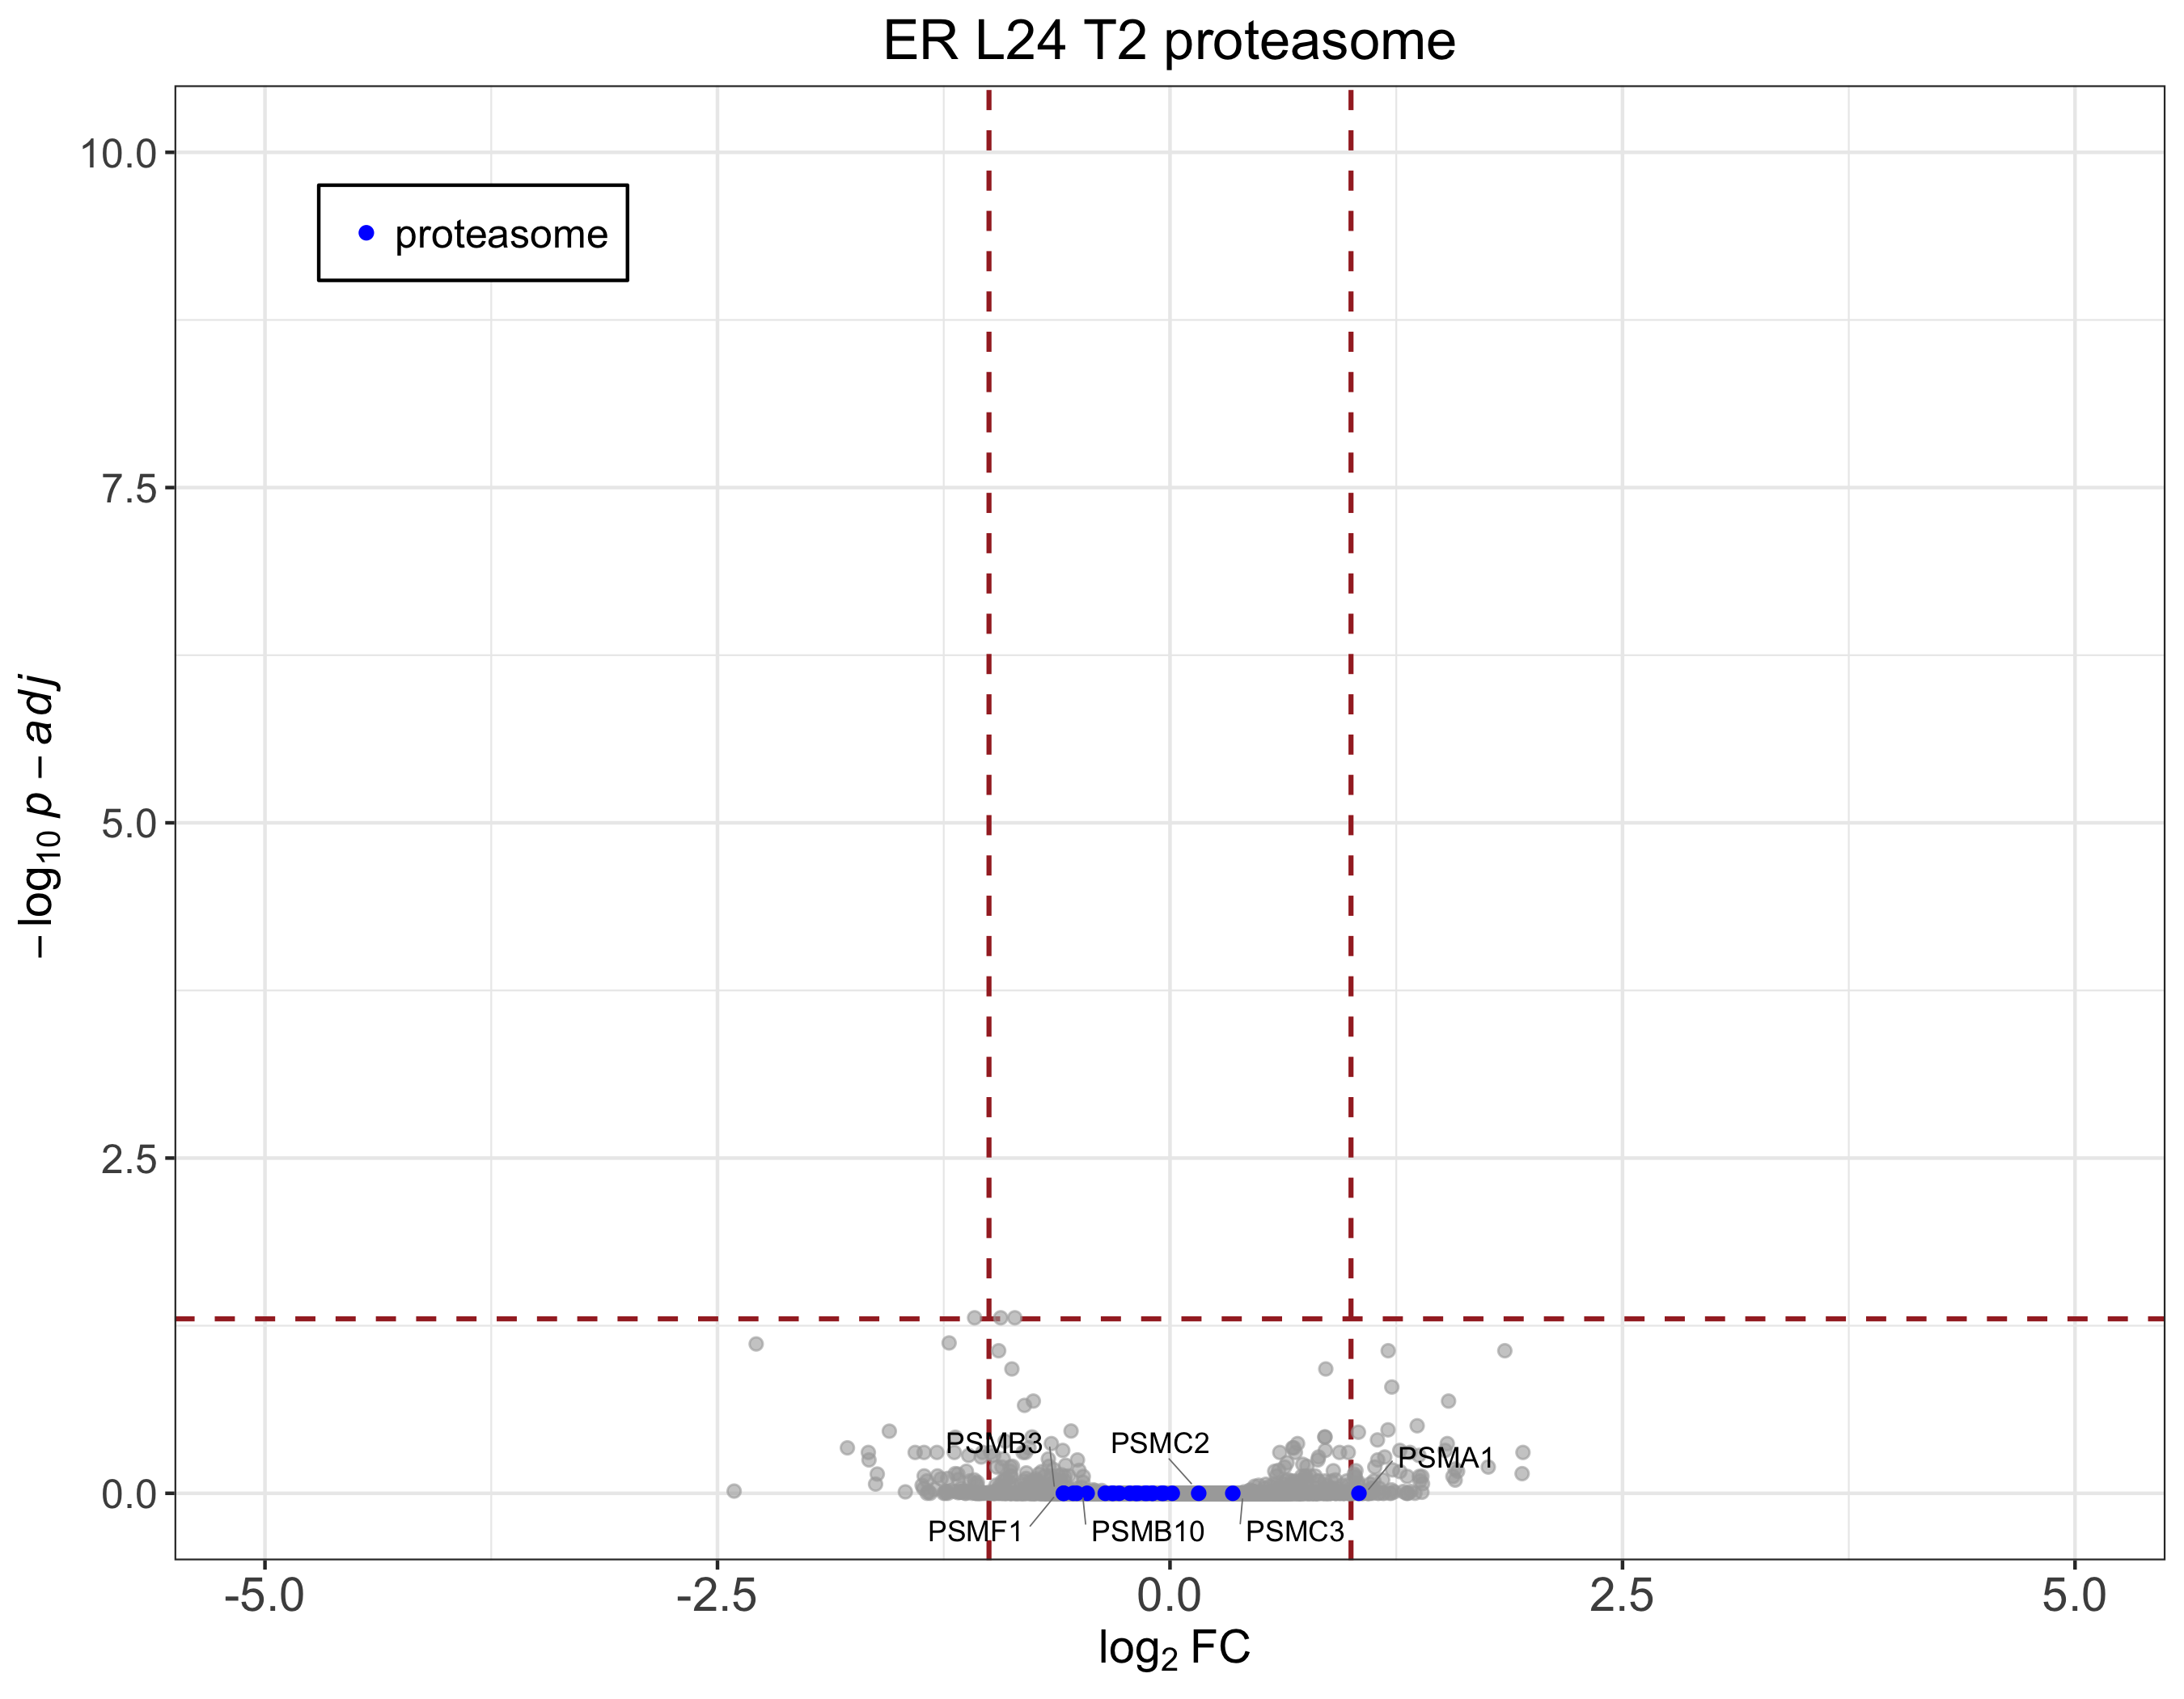 ER L24 T2 proteasome
10.0
7.5
5.0
2.5
0.0
−log10 p − adj
proteasome
PSMB3
PSMC2
PSMA1
PSMF1
PSMB10
PSMC3
-5.0
-2.5
0.0
2.5
5.0
log2 FC